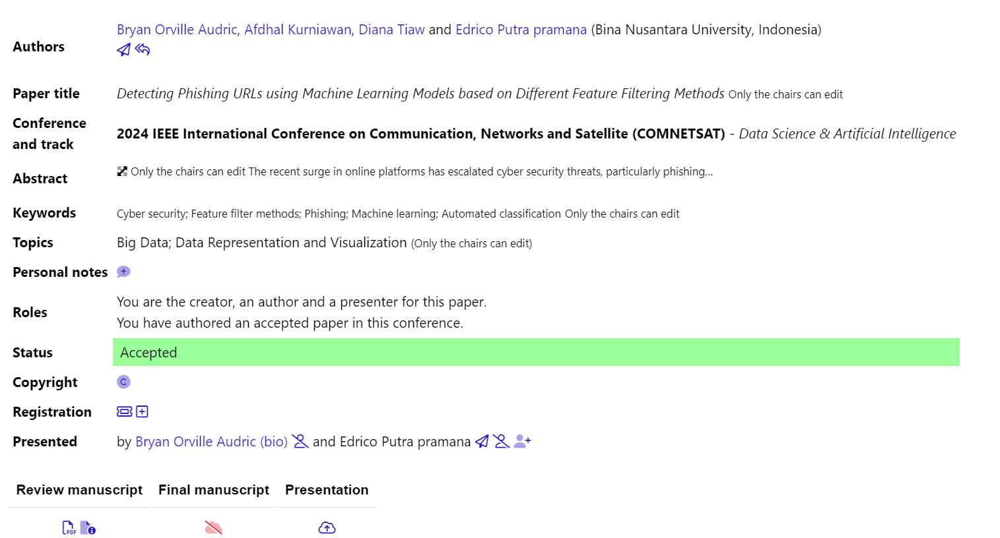 Authors
Bryan Orville Audric, Afdhal Kurniawan, Diana Tiaw and Edrico Putra pramana (Bina Nusantara University, Indonesia)
Paper title
Detecting Phishing URLs using Machine Learning Models based on Different Feature Filtering Methods Only the chairs can edit
Conference
and track
2024 IEEE International Conference on Communication, Networks and Satellite (COMNETSAT) - Data Science & Artificial Intelligence
Abstract
Only the chairs can edit The recent surge in online platforms has escalated cyber security threats, particularly phishing...
Keywords
Cyber security; Feature filter methods; Phishing; Machine learning; Automated classification Only the chairs can edit
Topics
Big Data; Data Representation and Visualization (Only the chairs can edit)
Personal notes
Roles
You are the creator, an author and a presenter for this paper.
You have authored an accepted paper in this conference.
Status
Accepted
Copyright
C
Registration
Presented
by Bryan Orville Audric (bio) and Edrico Putra pramana
Review manuscript Final manuscript Presentation
PDF